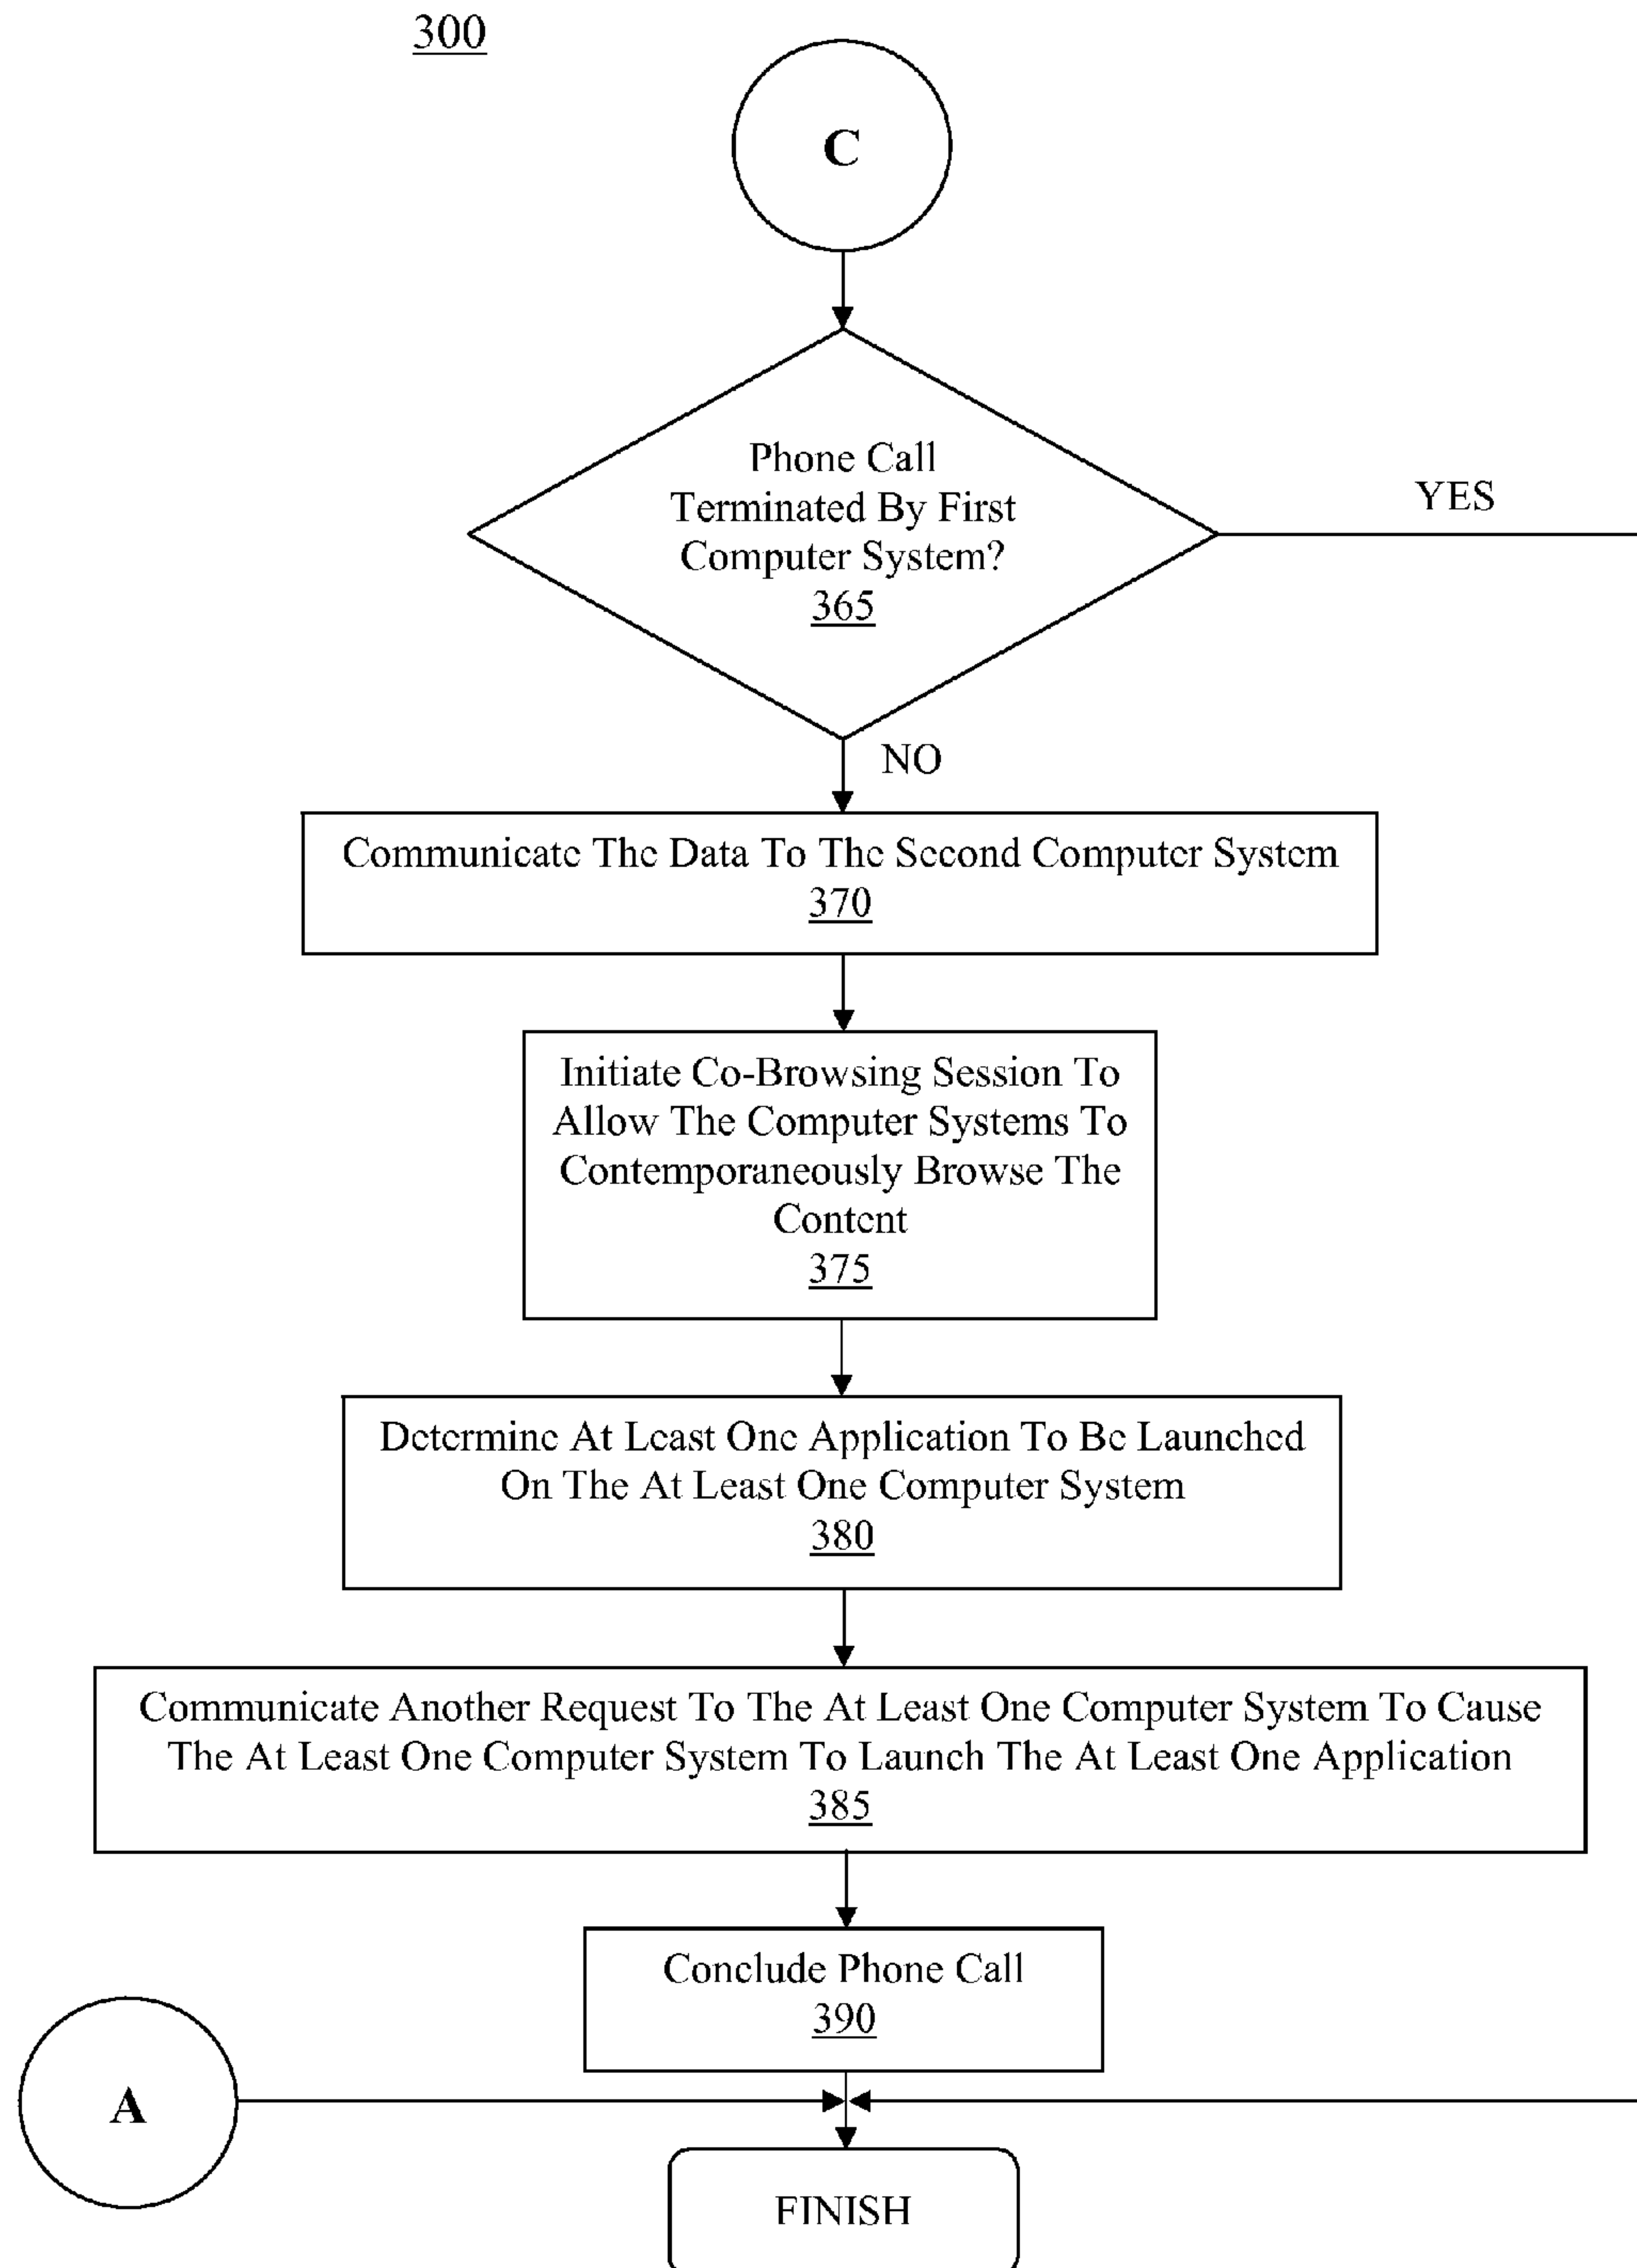 300
C
Phone Call
Terminated By First
Computer System?
365
YES
NO
Communicate The Data To The Second Computer System
370
Initiate Co-Browsing Session To
Allow The Computer Systems To
Contemporaneously Browse The
Content
375
Determine At Least One Application To Be Launched
On The At Least One Computer System
380
Communicate Another Request To The At Least One Computer System To Cause
The At Least One Computer System To Launch The At Least One Application
385
Conclude Phone Call
390
A
FINISH